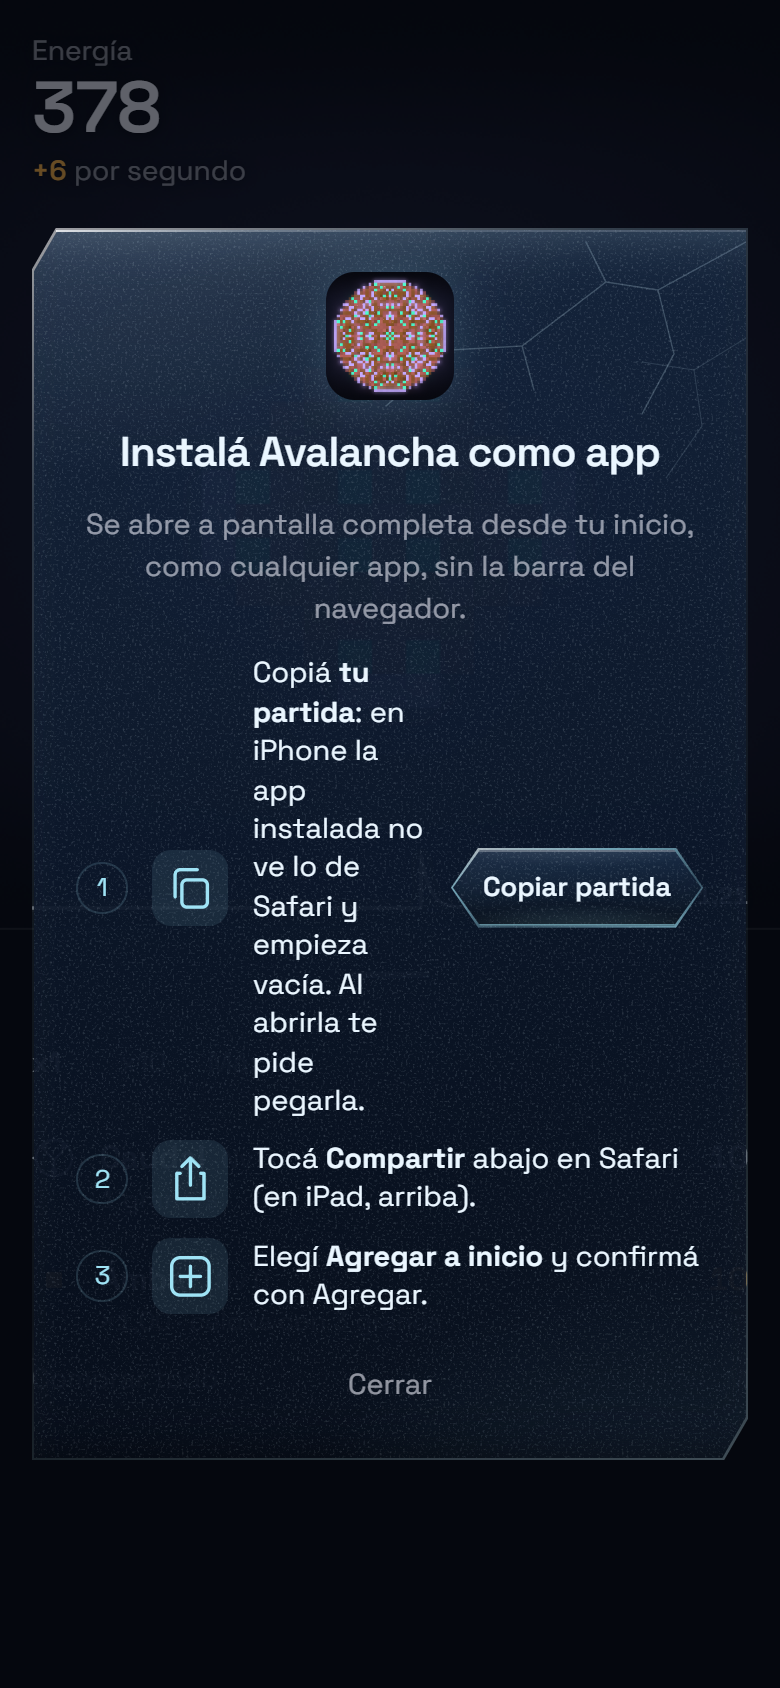 Energía
378
+6 por segundo
Instalá Avalancha como app
Se abre a pantalla completa desde tu inicio,
como cualquier app, sin la barra del
navegador.
1
Copiá tu
partida: en
iPhone la
app
instalada no
ve lo de
Safari y
empieza
vacía. Al
abrirla te
pide
pegarla.
Copiar partida
2
Tocá Compartir abajo en Safari
(en iPad, arriba).
3
Elegí Agregar a inicio y confirmá
con Agregar.
Cerrar